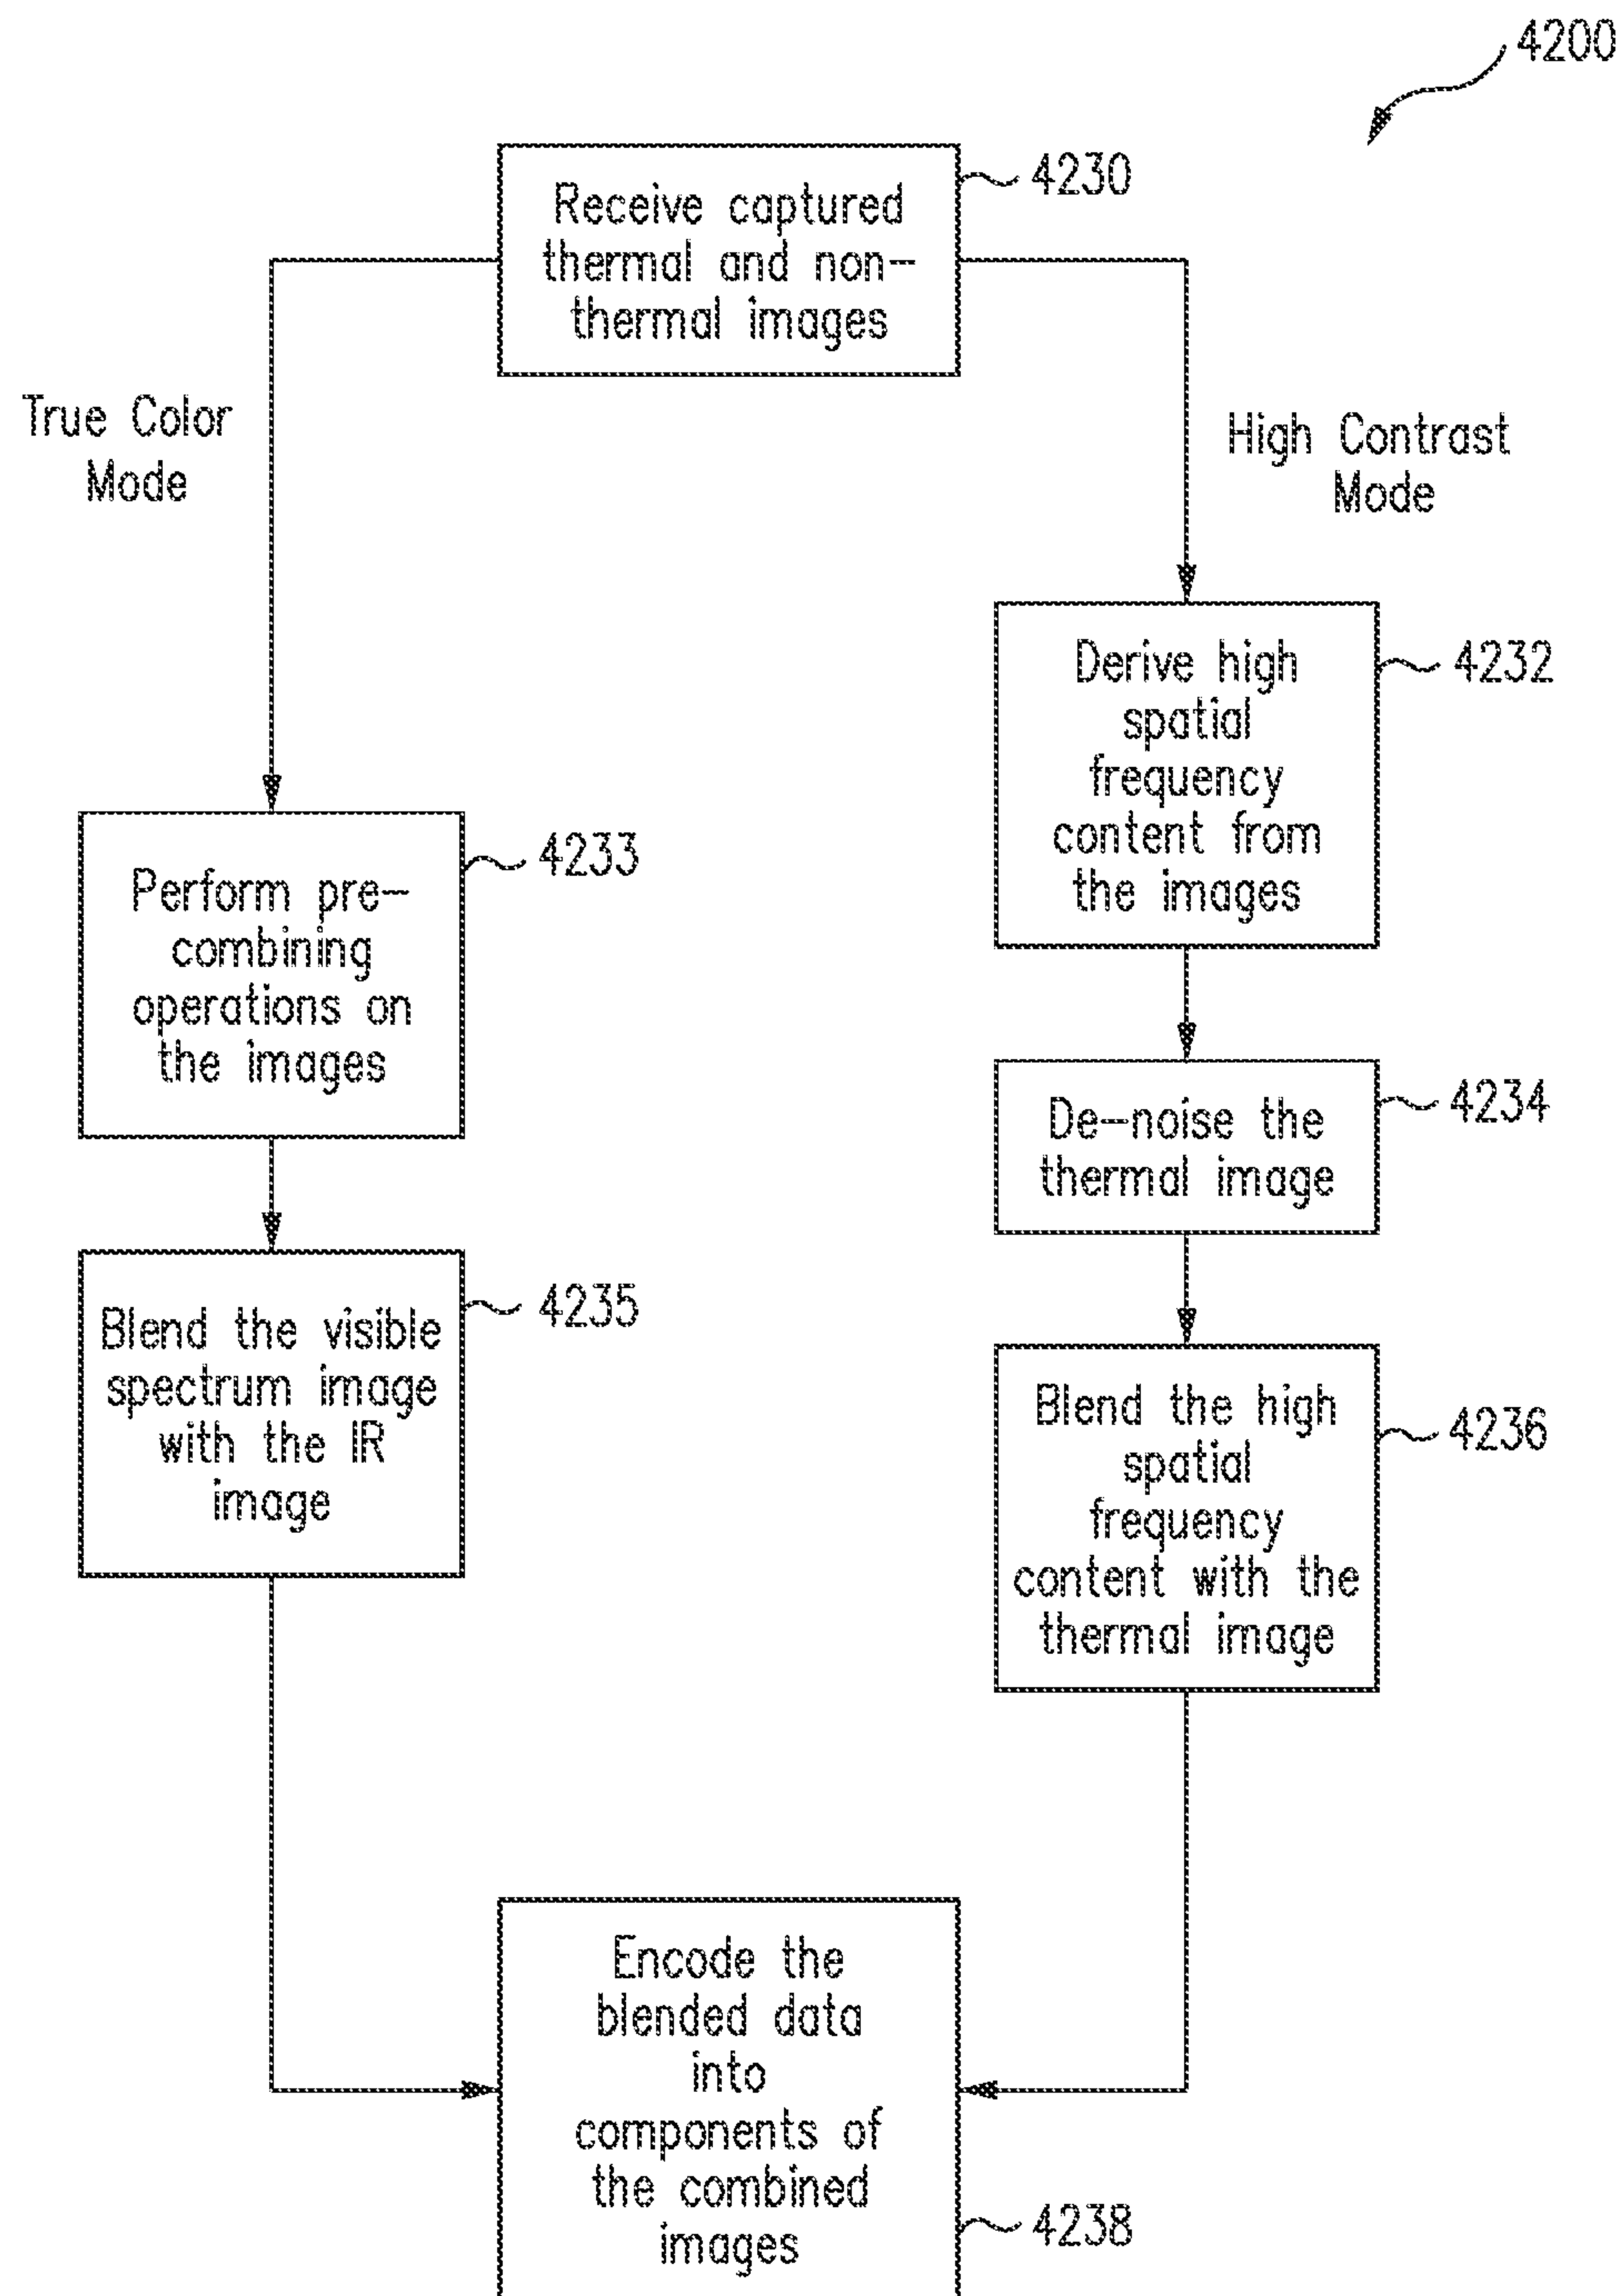 4200
Receive captured
thermal and non-
thermal images
4230
True Color
Mode
High Contrast
Mode
Derive high
spatial
frequency
content from
the images
4232
Perform pre-
combining
operations on
the images
4233
De-noise the
thermal image
4234
Blend the visible
spectrum image
with the IR
image
4235
Blend the high
spatial
frequency
content with the
thermal image
4236
Encode the
blended data
into
components of
the combined
images
4238